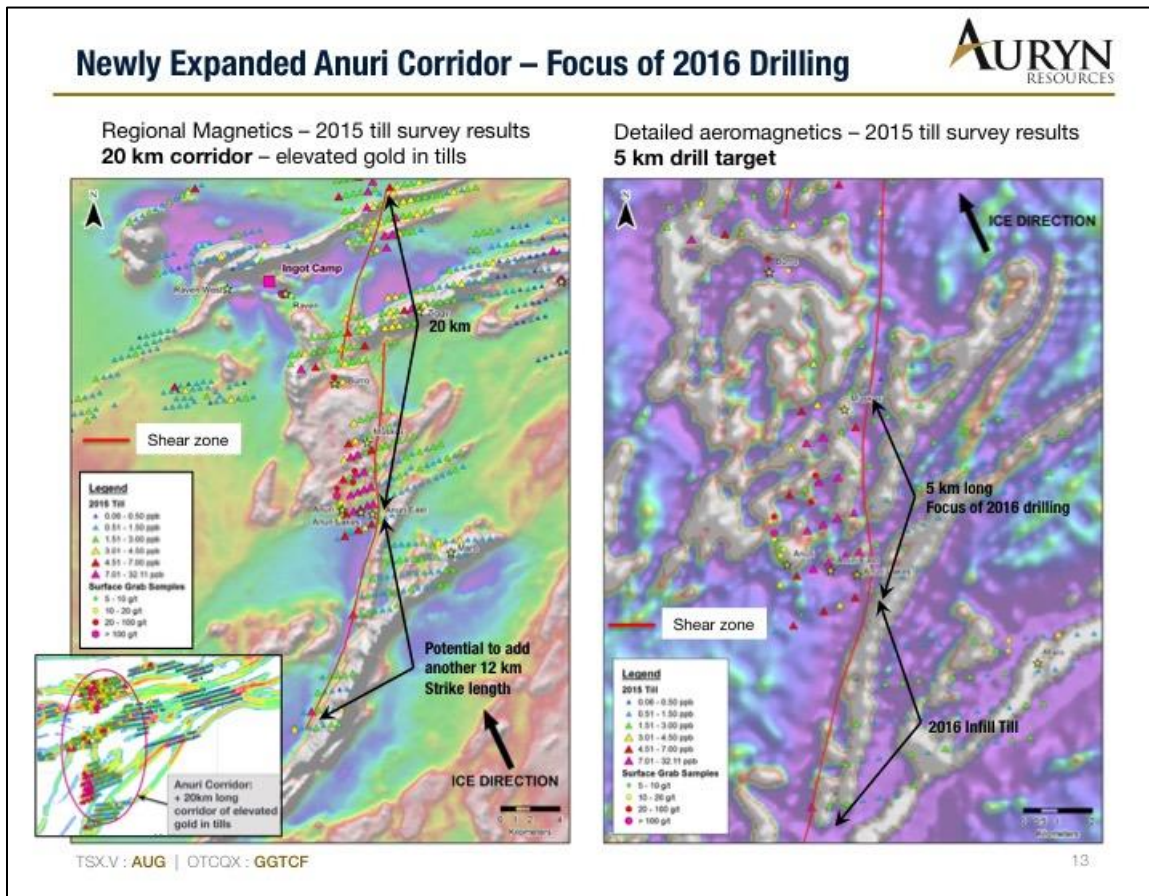 Newly Expanded Anuri Corridor – Focus of 2016 Drilling
AURYN
RESOURCES
Regional Magnetics – 2015 till survey results
20 km corridor – elevated gold in tills
N
Ingot Camp
Raven West
Raven
20 km
Burro
Shear zone
Legend
2015 Till
0.06 - 0.50 ppb
0.51 - 1.50 ppb
1.51 - 3.00 ppb
3.01 - 4.50 ppb
4.51 - 7.00 ppb
7.01 - 32.11 ppb
Surface Grab Samples
5 - 10 g/t
10 - 20 g/t
20 - 100 g/t
> 100 g/t
Anuri
Anuri East
Anuri Lakes
Potential to add
another 12 km
Strike length
ICE DIRECTION
Kilometers
Anuri Corridor:
+ 20km long
corridor of elevated
gold in tills
Detailed aeromagnetics – 2015 till survey results
5 km drill target
N
ICE DIRECTION
5 km long
Focus of 2016 drilling
Shear zone
Legend
2015 Till
0.06 - 0.50 ppb
0.51 - 1.50 ppb
1.51 - 3.00 ppb
3.01 - 4.50 ppb
4.51 - 7.00 ppb
7.01 - 32.11 ppb
Surface Grab Samples
5 - 10 g/t
10 - 20 g/t
20 - 100 g/t
> 100 g/t
2016 Infill Till
Kilometers
TSX.V : AUG | OTCQX : GGTCF
13